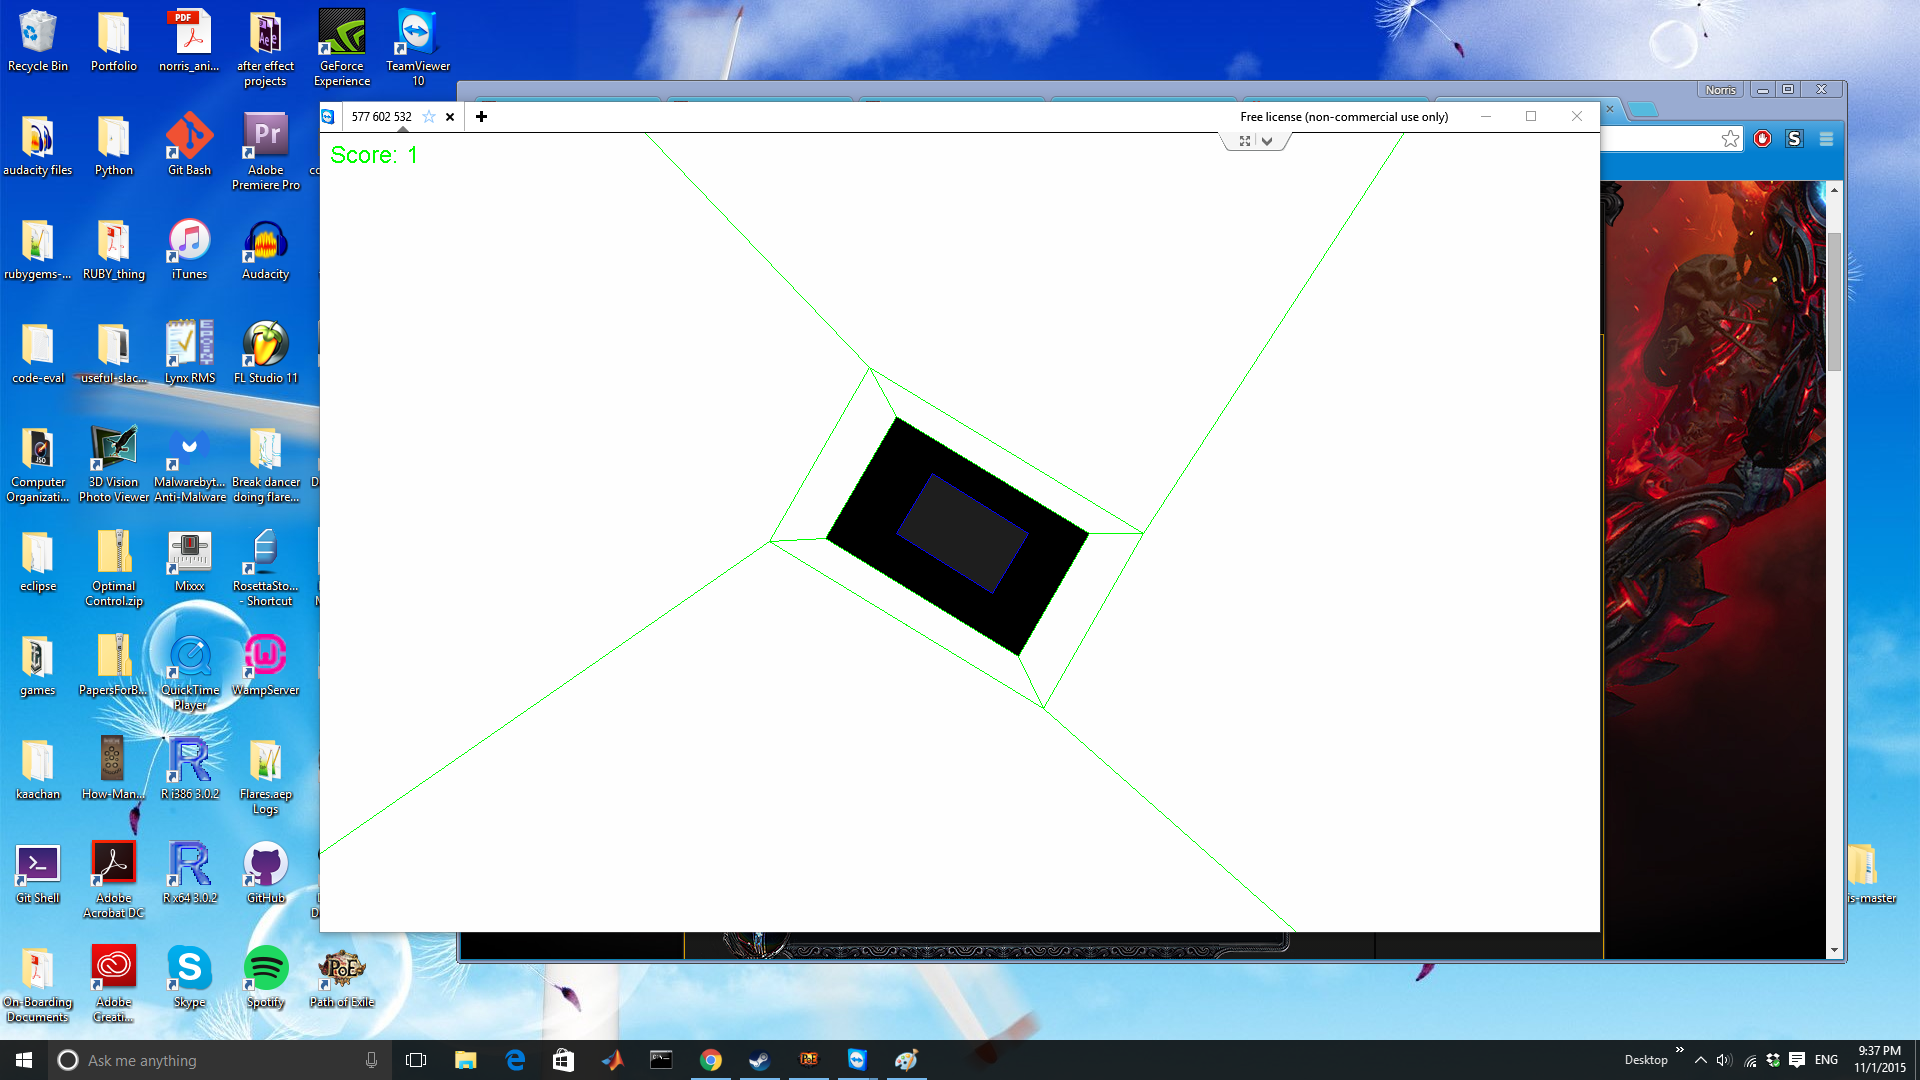 Recycle Bin
Portfolio
norris_ani...
after effect
projects
GeForce
Experience
TeamViewer
10
audacity files
Python
Git Bash
Adobe
Premiere Pro
rubygems-...
RUBY_thing
iTunes
Audacity
code-eval
useful-slac...
Lynx RMS
FL Studio 11
Computer
Organizati...
3D Vision
Photo Viewer
Malwarebyt...
Anti-Malware
Break dancer
doing flare...
eclipse
Optimal
Control.zip
Mixxx
RosettaSto...
- Shortcut
games
PapersForB...
QuickTime
Player
WampServer
kaachan
How-Man...
R i386 3.0.2
Flares.aep
Logs
Git Shell
Adobe
Acrobat DC
R x64 3.0.2
GitHub
On-Boarding
Documents
Adobe
Creati...
Skype
Spotify
Path of Exile
577 602 532
Free license (non-commercial use only)
Score: 1
Norris
is-master
Ask me anything
Desktop
ENG
9:37 PM
11/1/2015